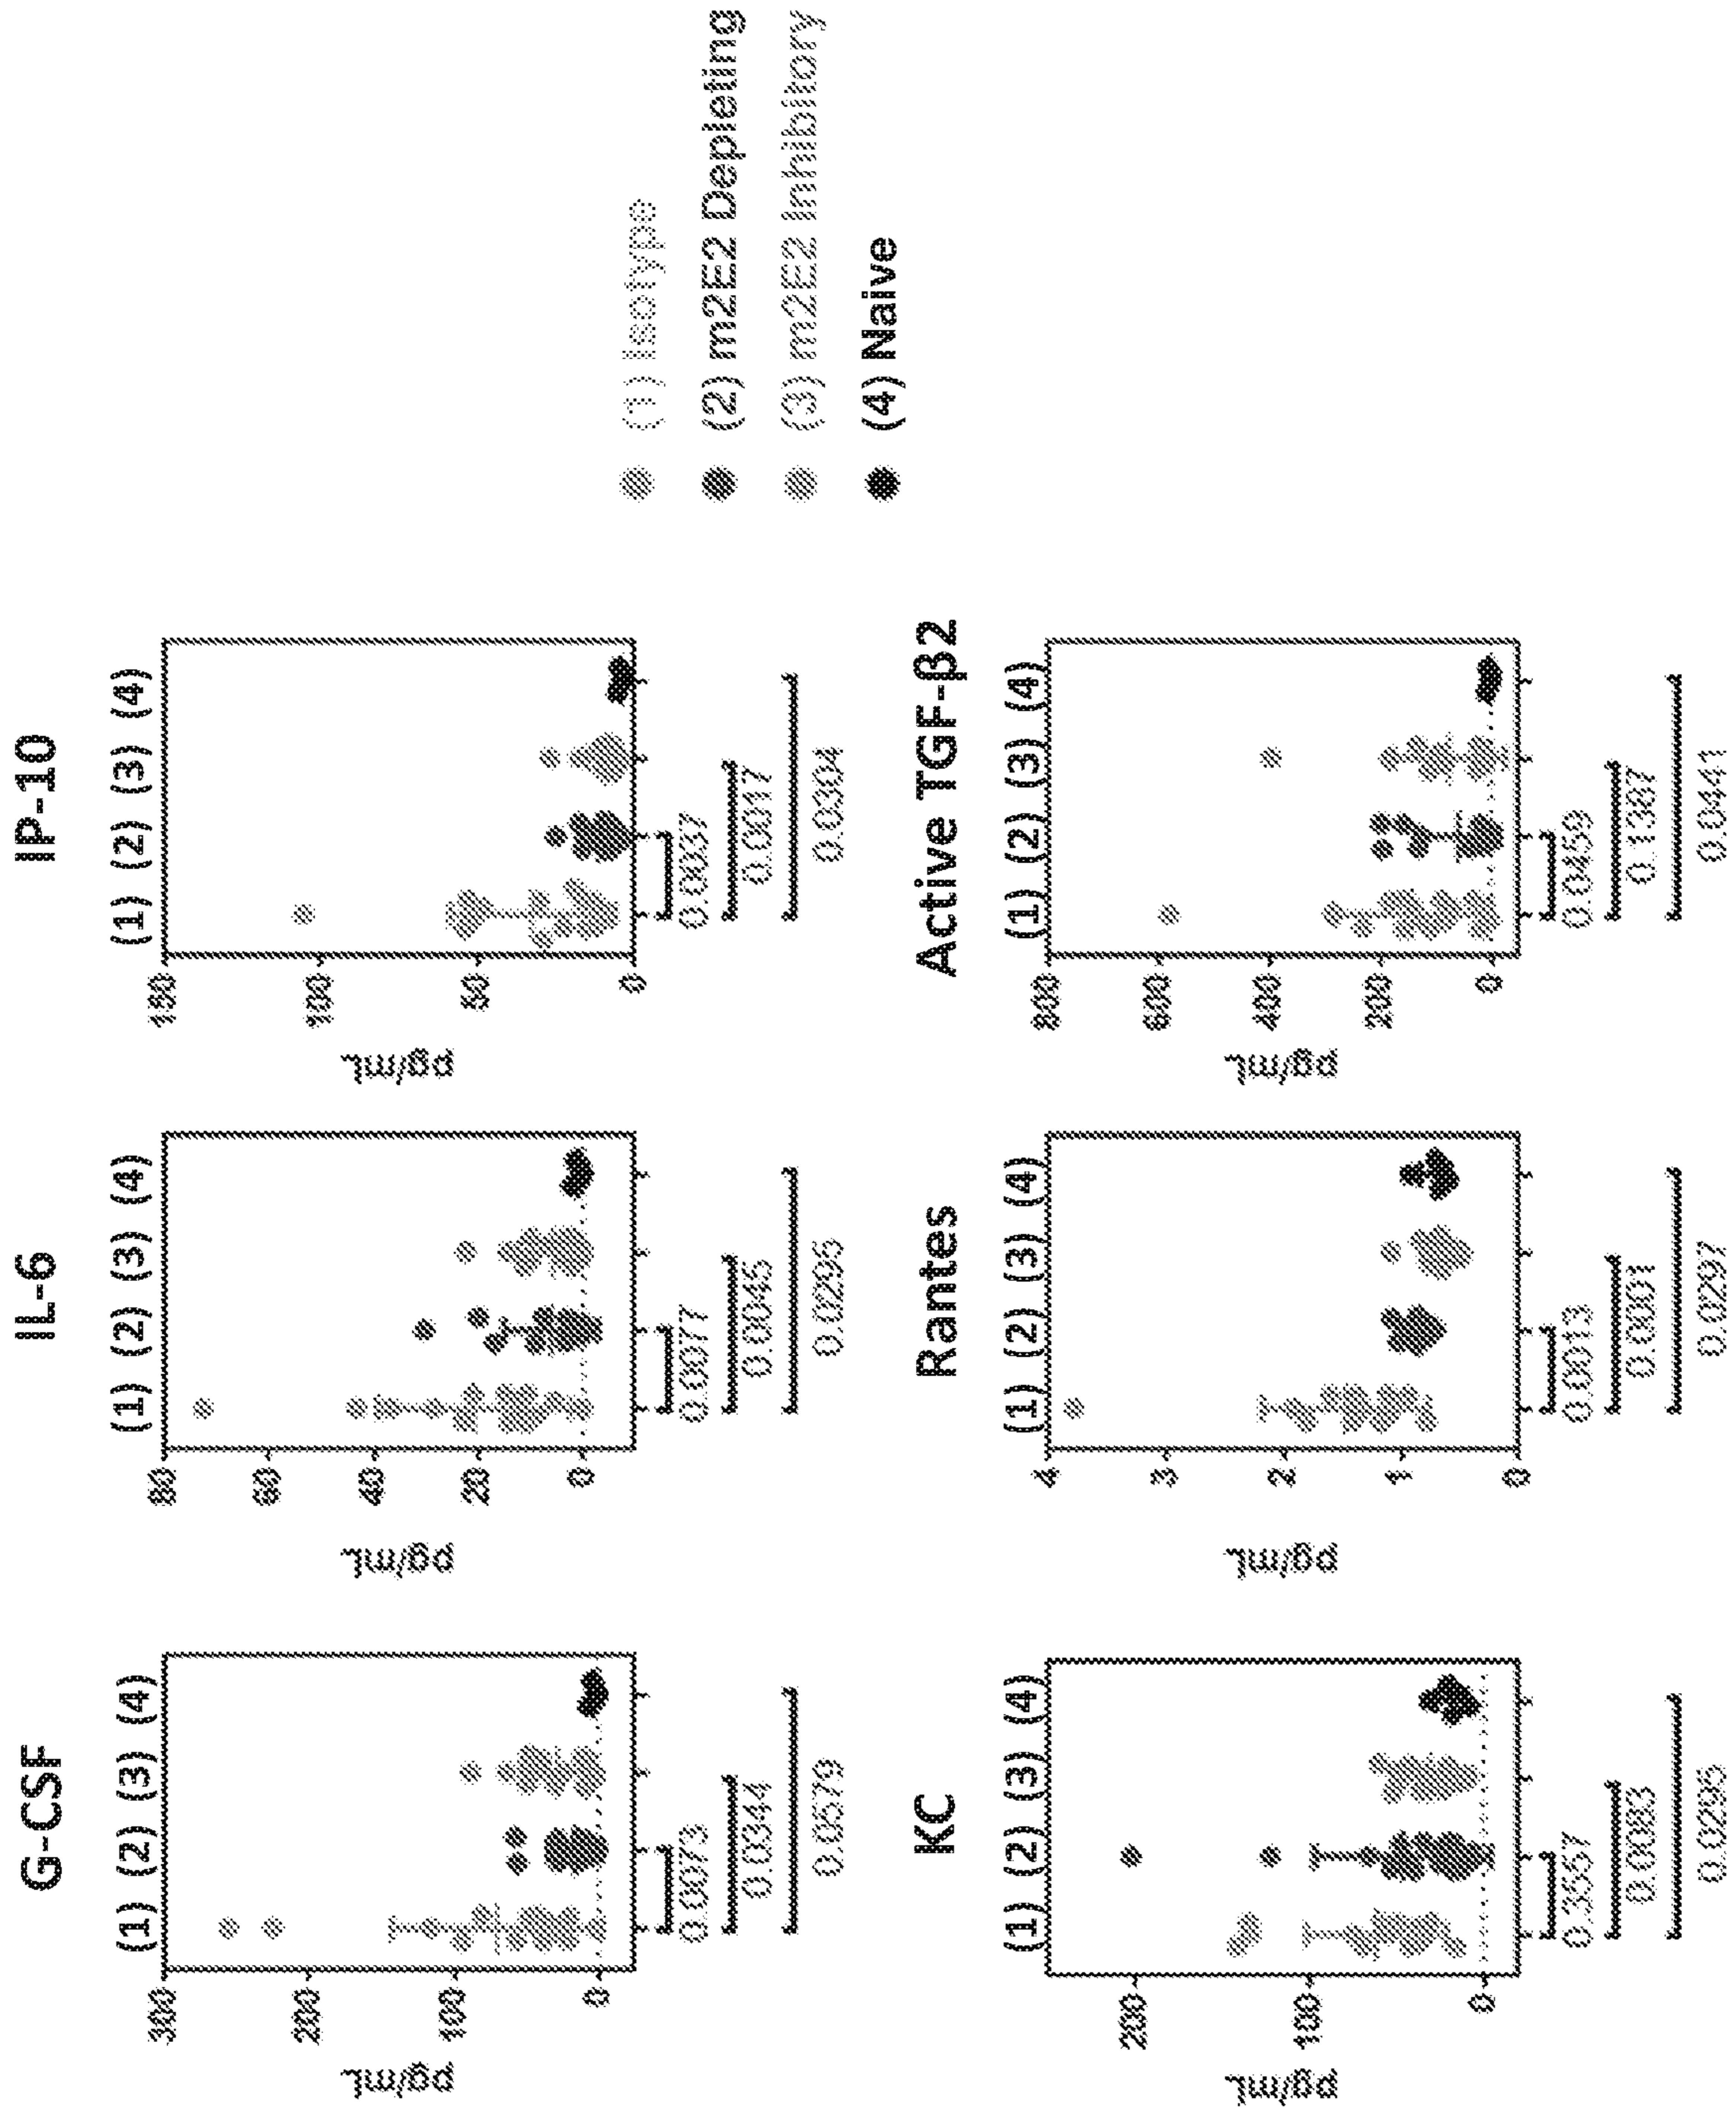 G-CSF
(1) (2) (3) (4)
300
200
100
0
pg/mL
0.0073
0.0344
0.0579
IL-6
(1) (2) (3) (4)
80
60
40
20
0
pg/mL
0.0077
0.0045
0.0295
IP-10
(1) (2) (3) (4)
150
100
50
0
pg/mL
0.0037
0.0017
0.0304
KC
(1) (2) (3) (4)
200
100
0
pg/mL
0.3557
0.0083
0.0295
Rantes
(1) (2) (3) (4)
4
3
2
1
0
pg/mL
0.0013
0.0001
0.0297
Active TGF-β2
(1) (2) (3) (4)
800
600
400
200
0
pg/mL
0.0459
0.1387
0.0441
(1) Isotype
(2) m2E2 Depleting
(3) m2E2 Inhibitory
(4) Naive